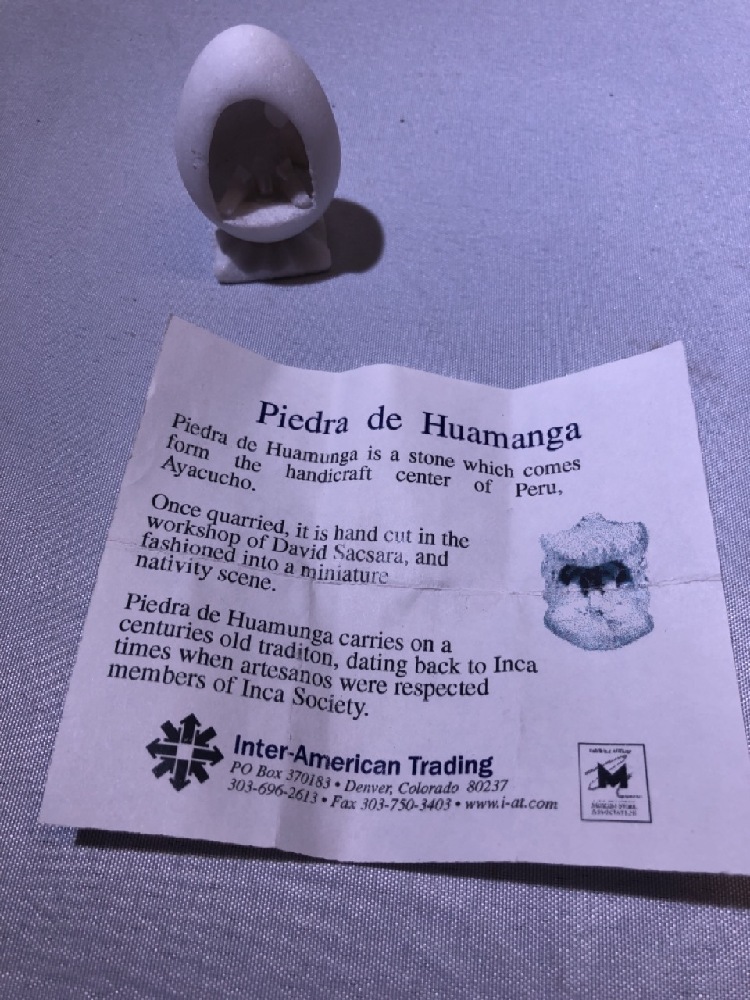 Piedra de Huamanga
Piedra de Huamunga is a stone which comes
form the handicraft center of Peru,
Ayacucho.
Once quarried, it is hand cut in the
workshop of David Sacsara, and
fashioned into a miniature
nativity scene.
Piedra de Huamunga carries on a
centuries old traditon, dating back to Inca
times when artesanos were respected
members of Inca Society.
Inter-American Trading
PO Box 370183 • Denver, Colorado 80237
303-696-2613 • Fax 303-750-3403 • www.i-at.com
M
MUSEUM STORE
ASSOCIATION